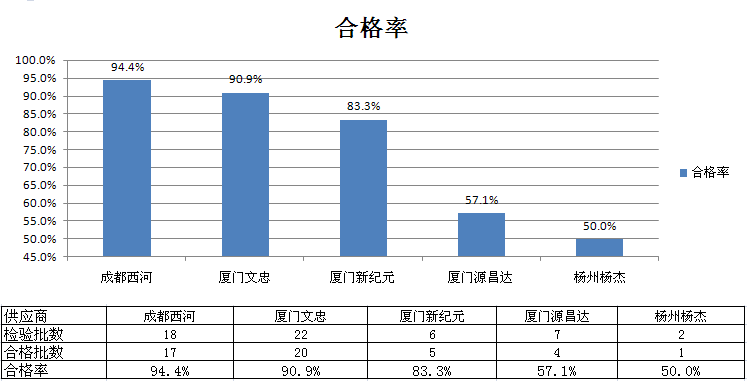 合格率
100.0%
95.0%
90.0%
85.0%
80.0%
75.0%
70.0%
65.0%
60.0%
55.0%
50.0%
45.0%
94.4%
90.9%
83.3%
57.1%
50.0%
合格率
成都西河 厦门文忠 厦门新纪元 厦门源昌达 杨州杨杰
供应商 成都西河 厦门文忠 厦门新纪元 厦门源昌达 杨州杨杰
检验批数 18 22 6 7 2
合格批数 17 20 5 4 1
合格率 94.4% 90.9% 83.3% 57.1% 50.0%